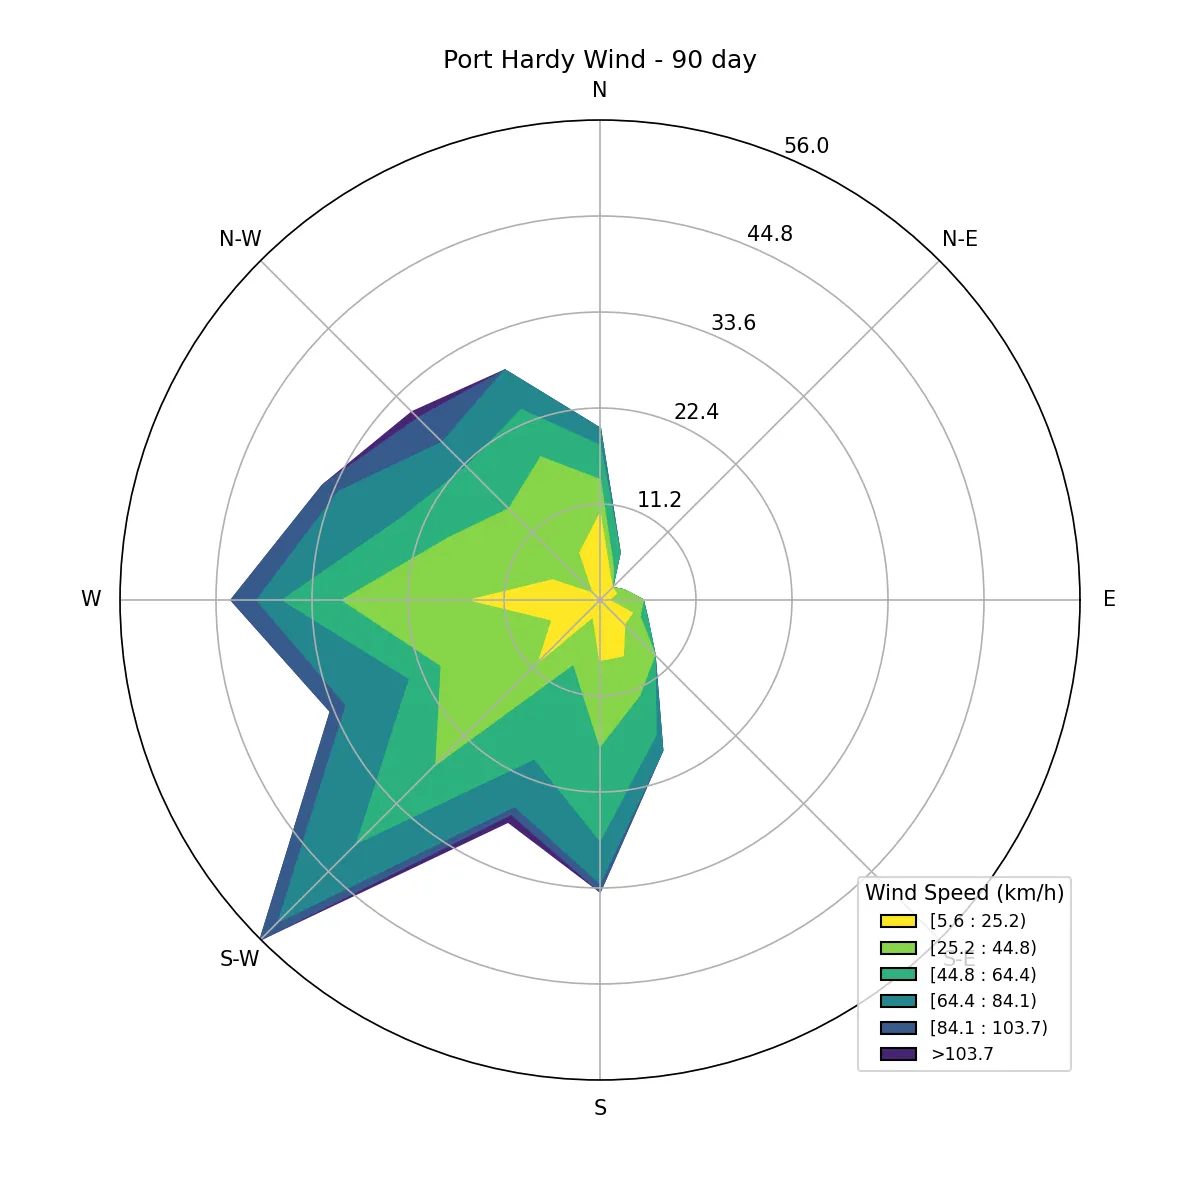 Port Hardy Wind - 90 day
N
56.0
N-W
N-E
44.8
33.6
22.4
11.2
W
E
S-W
S-E
S
Wind Speed (km/h)
[5.6 : 25.2)
[25.2 : 44.8)
[44.8 : 64.4)
[64.4 : 84.1)
[84.1 : 103.7)
>103.7